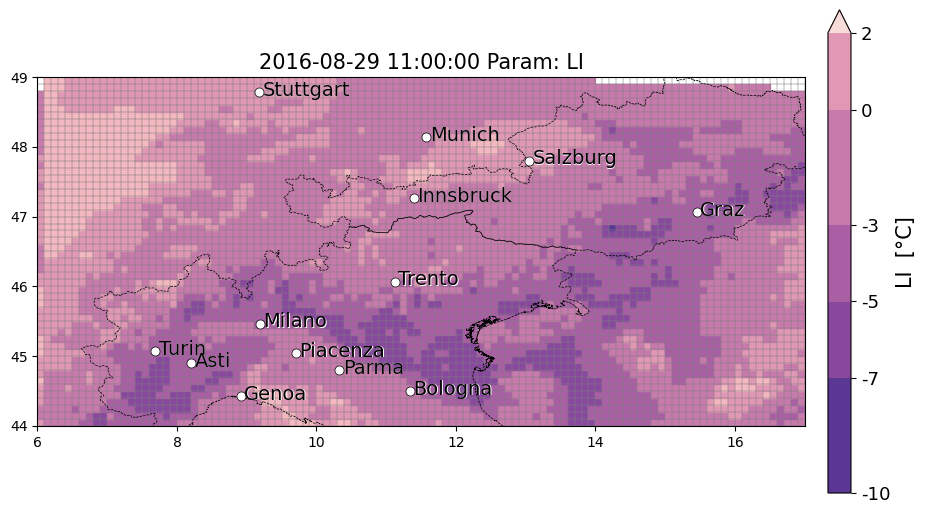 2016-08-29 11:00:00 Param: LI
49
48
47
46
45
44
6
8
10
12
14
16
Stuttgart
Munich
Salzburg
Innsbruck
Graz
Trento
Milano
Turin
Asti
Piacenza
Parma
Genoa
Bologna
2
0
-3
-5
-7
-10
LI [°C]